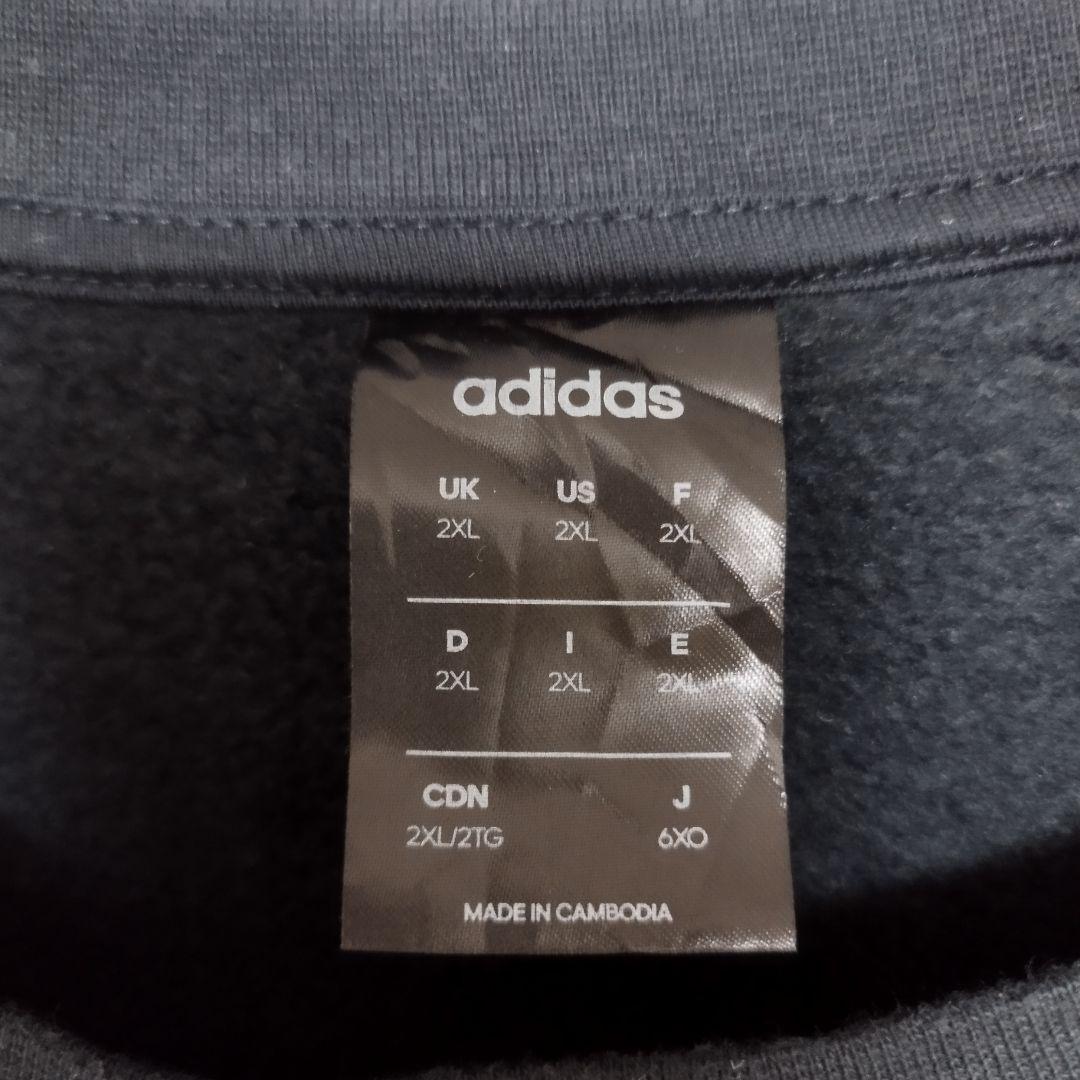 adidas
UK US F
2XL 2XL 2XL
D I E
2XL 2XL 2XL
CDN J
2XL/2TG 6XO
MADE IN CAMBODIA